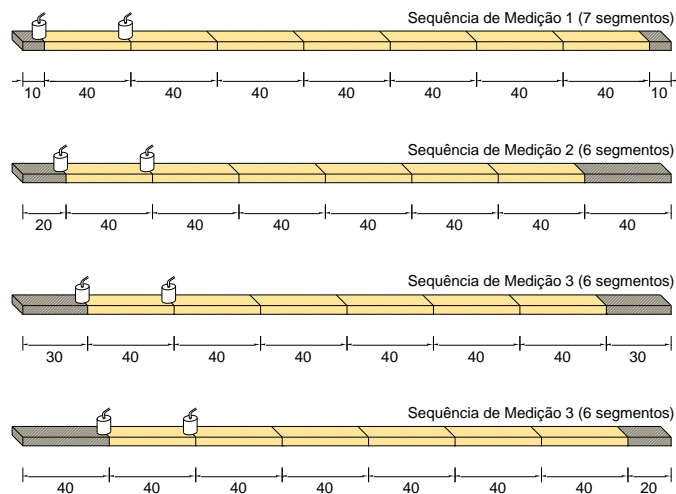 Sequência de Medição 1 (7 segmentos)
10 40 40 40 40 40 40 40 10
Sequência de Medição 2 (6 segmentos)
20 40 40 40 40 40 40 40
Sequência de Medição 3 (6 segmentos)
30 40 40 40 40 40 40 30
Sequência de Medição 3 (6 segmentos)
40 40 40 40 40 40 40 20